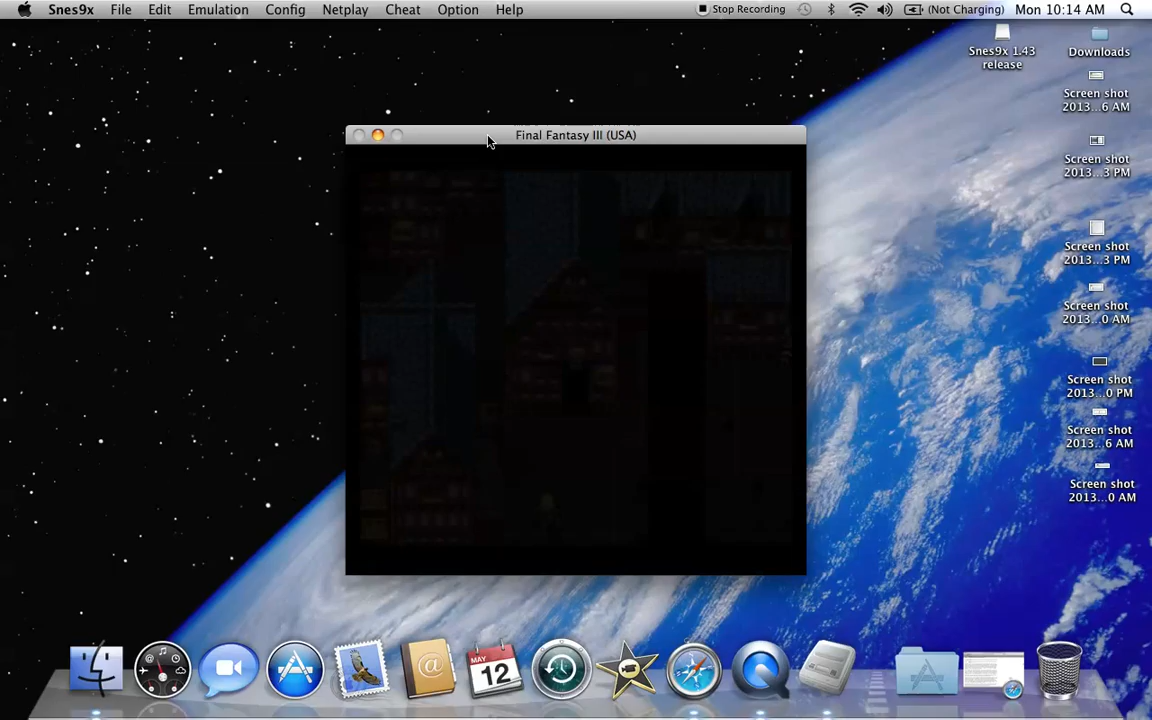 Snes9x File Edit Emulation Config Netplay Cheat Option Help Stop Recording (Not Charging) Mon 10:14 AM
Snes9x 1.43
release
Downloads
Screen shot
2013...6 AM
Screen shot
2013...3 PM
Final Fantasy III (USA)
Screen shot
2013...3 PM
Screen shot
2013...0 AM
Screen shot
2013...0 PM
Screen shot
2013...6 AM
Screen shot
2013...0 AM
MAY
12